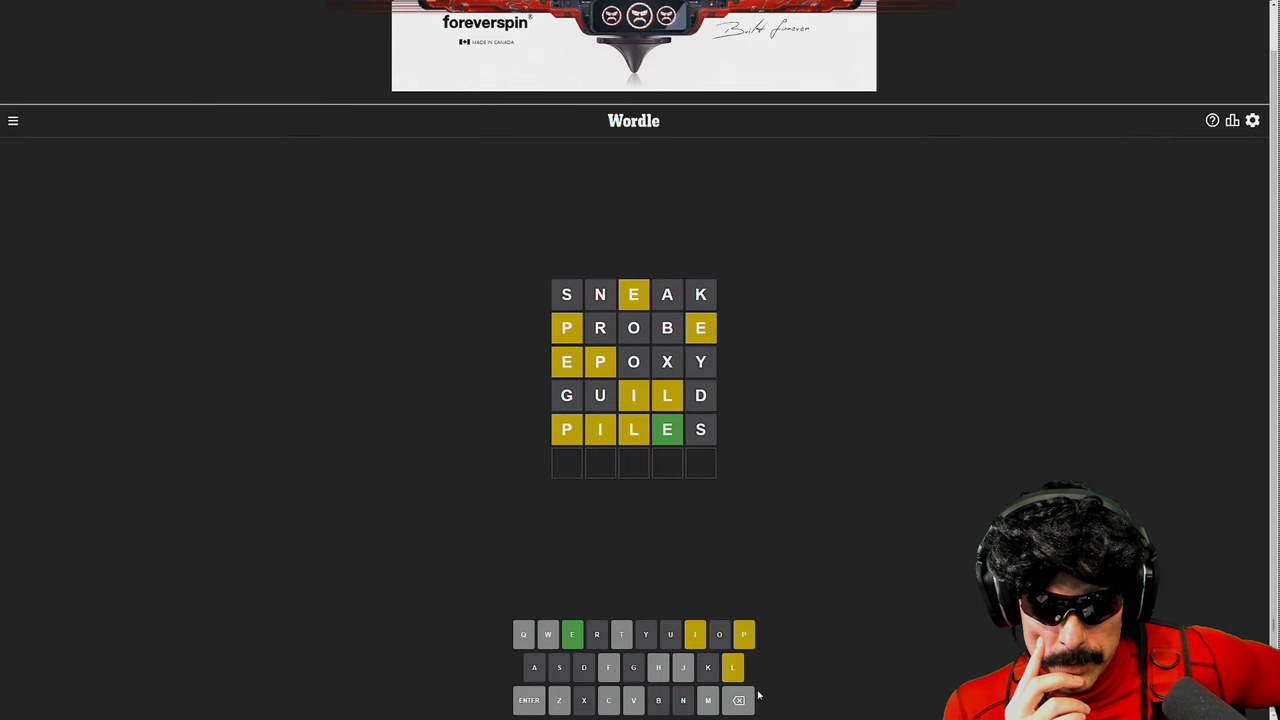 foreverspin®
MADE IN CANADA
Built forever
Wordle
S N E A K
P R O B E
E P O X Y
G U I L D
P I L E S
Q W E R T Y U I O P
A S D F G H J K L
ENTER Z X C V B N M